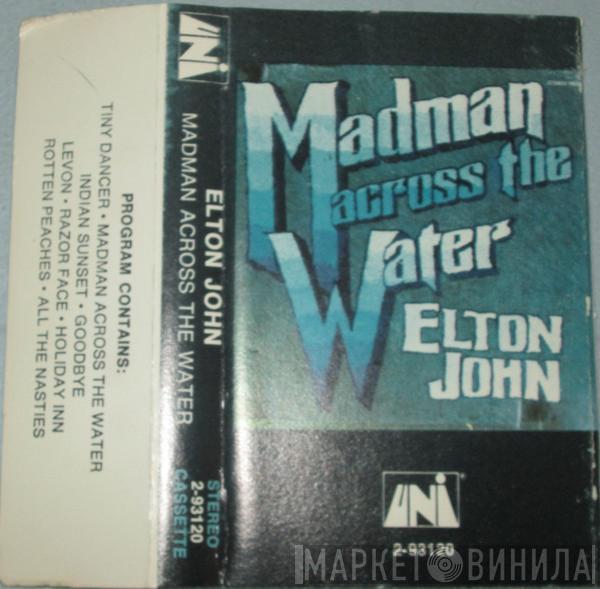 PROGRAM CONTAINS:
TINY DANCER • MADMAN ACROSS THE WATER
INDIAN SUNSET • GOODBYE
LEVON • RAZOR FACE • HOLIDAY INN
ROTTEN PEACHES • ALL THE NASTIES
UNI
ELTON JOHN
MADMAN ACROSS THE WATER
STEREO
2-93120
CASSETTE
Madman
across the
Water
ELTON
JOHN
UNI
2-93120
МАРКЕТ ВИНИЛА